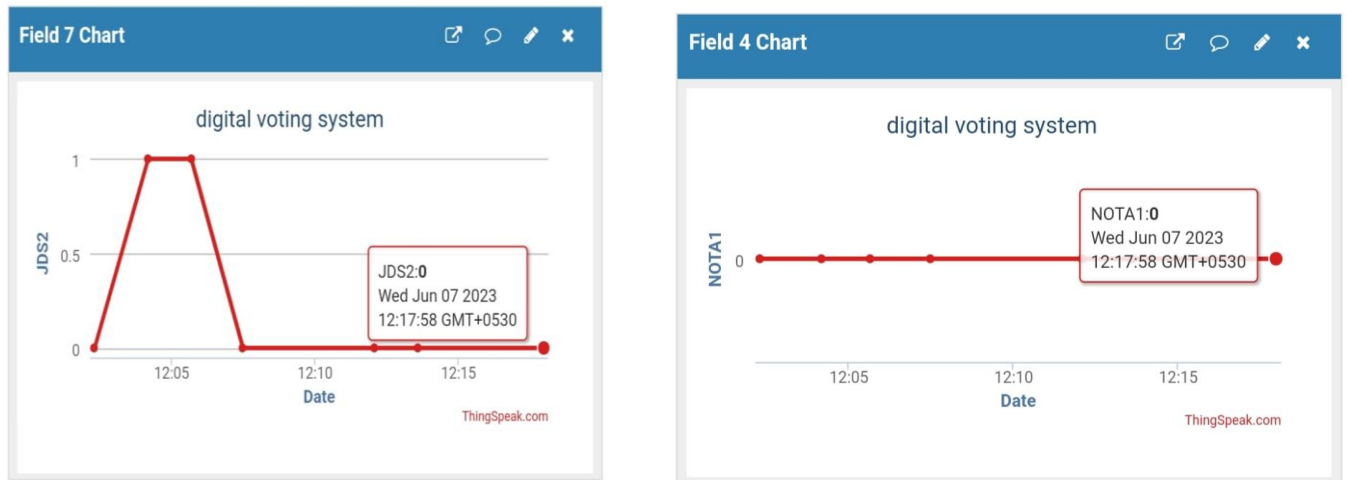 Field 7 Chart
digital voting system
JDS2
1
0.5
0
JDS2:0
Wed Jun 07 2023
12:17:58 GMT+0530
12:05
12:10
12:15
Date
ThingSpeak.com
Field 4 Chart
digital voting system
NOTA1
0
NOTA1:0
Wed Jun 07 2023
12:17:58 GMT+0530
12:05
12:10
12:15
Date
ThingSpeak.com